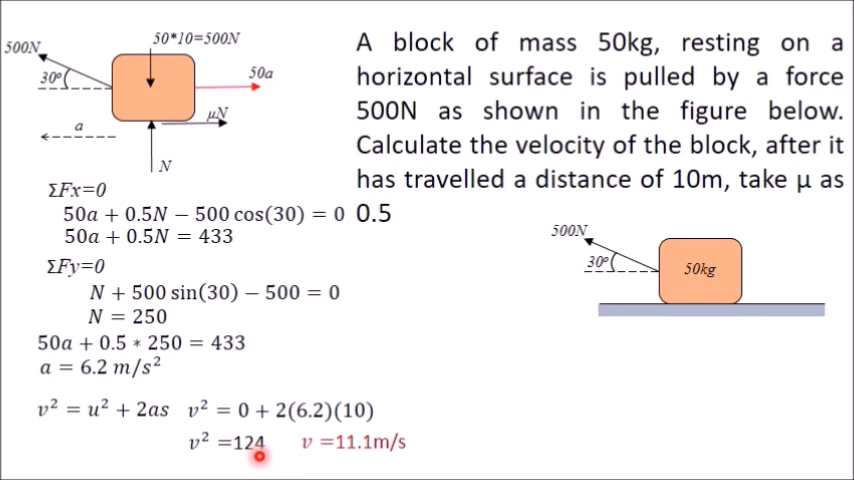 A block of mass 50kg, resting on a
horizontal surface is pulled by a force
500N as shown in the figure below.
Calculate the velocity of the block, after it
has travelled a distance of 10m, take μ as
0.5
50*10=500N
500N
30°
50a
μN
a
N
ΣFx=0
50a + 0.5N − 500 cos(30) = 0
50a + 0.5N = 433
ΣFy=0
N + 500 sin(30) − 500 = 0
N = 250
50a + 0.5 * 250 = 433
a = 6.2 m/s²
v² = u² + 2as v² = 0 + 2(6.2)(10)
v² =124 v =11.1m/s
500N
30°
50kg